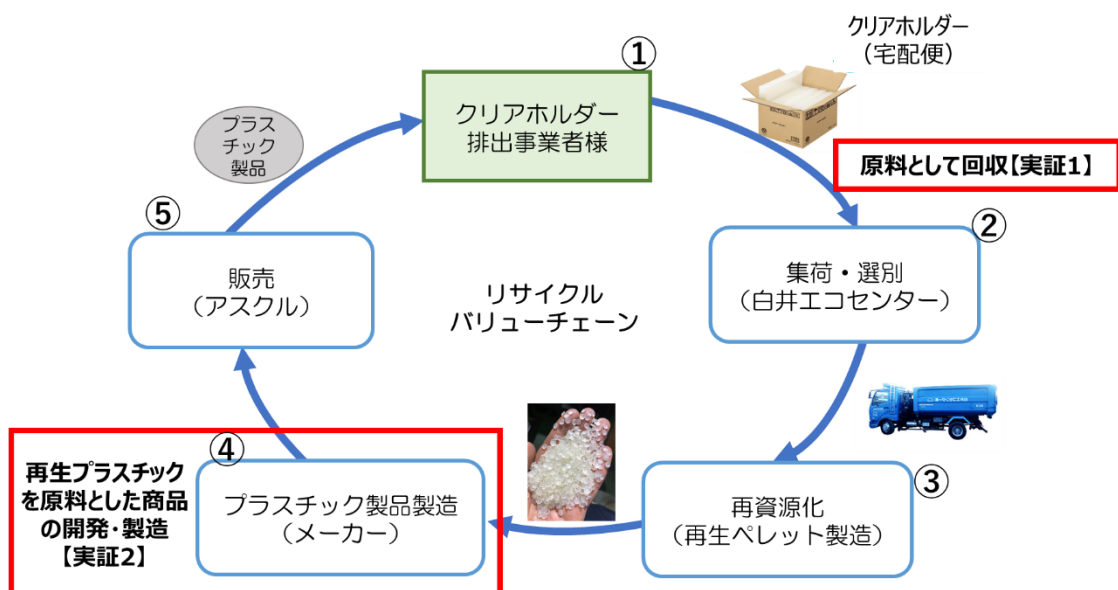 ①
クリアホルダー
排出事業者様
クリアホルダー
（宅配便）
原料として回収【実証1】
②
集荷・選別
（白井エコセンター）
③
再資源化
（再生ペレット製造）
④
プラスチック製品製造
（メーカー）
再生プラスチック
を原料とした商品
の開発・製造
【実証2】
⑤
販売
（アスクル）
プラス
チック
製品
リサイクル
バリューチェーン